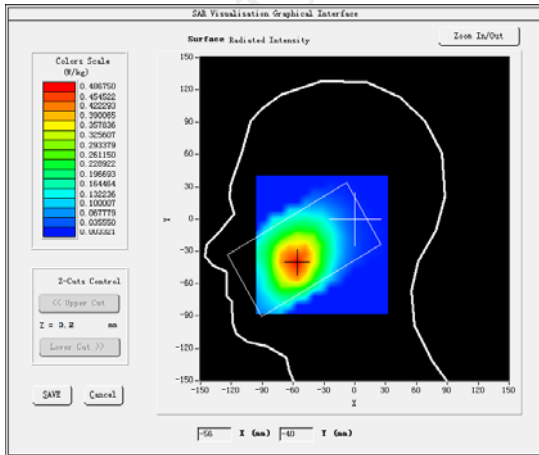 SAR Visualisation Graphical Interface
Surface Radiated Intensity
Zoom In/Out
Colors Scale
(W/kg)
0.486750
0.454522
0.422293
0.390065
0.357836
0.325607
0.293379
0.261150
0.228922
0.196693
0.164464
0.132236
0.100007
0.067779
0.035550
0.003321
150
120
90
60
30
0
-30
-60
-90
-120
-150
Y
-150 -120 -90 -60 -30 0 30 60 90 120 150
X
Z-Cuts Control
<< Upper Cut
Z = 3.2 mm
Lower Cut >>
SAVE Cancel
-56 X (mm) -40 Y (mm)